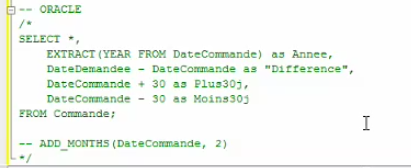 -- ORACLE
/*
SELECT *,
EXTRACT(YEAR FROM DateCommande) as Annee,
DateDemandee - DateCommande as "Difference",
DateCommande + 30 as Plus30j,
DateCommande - 30 as Moins30j
FROM Commande;
-- ADD_MONTHS(DateCommande, 2)
*/